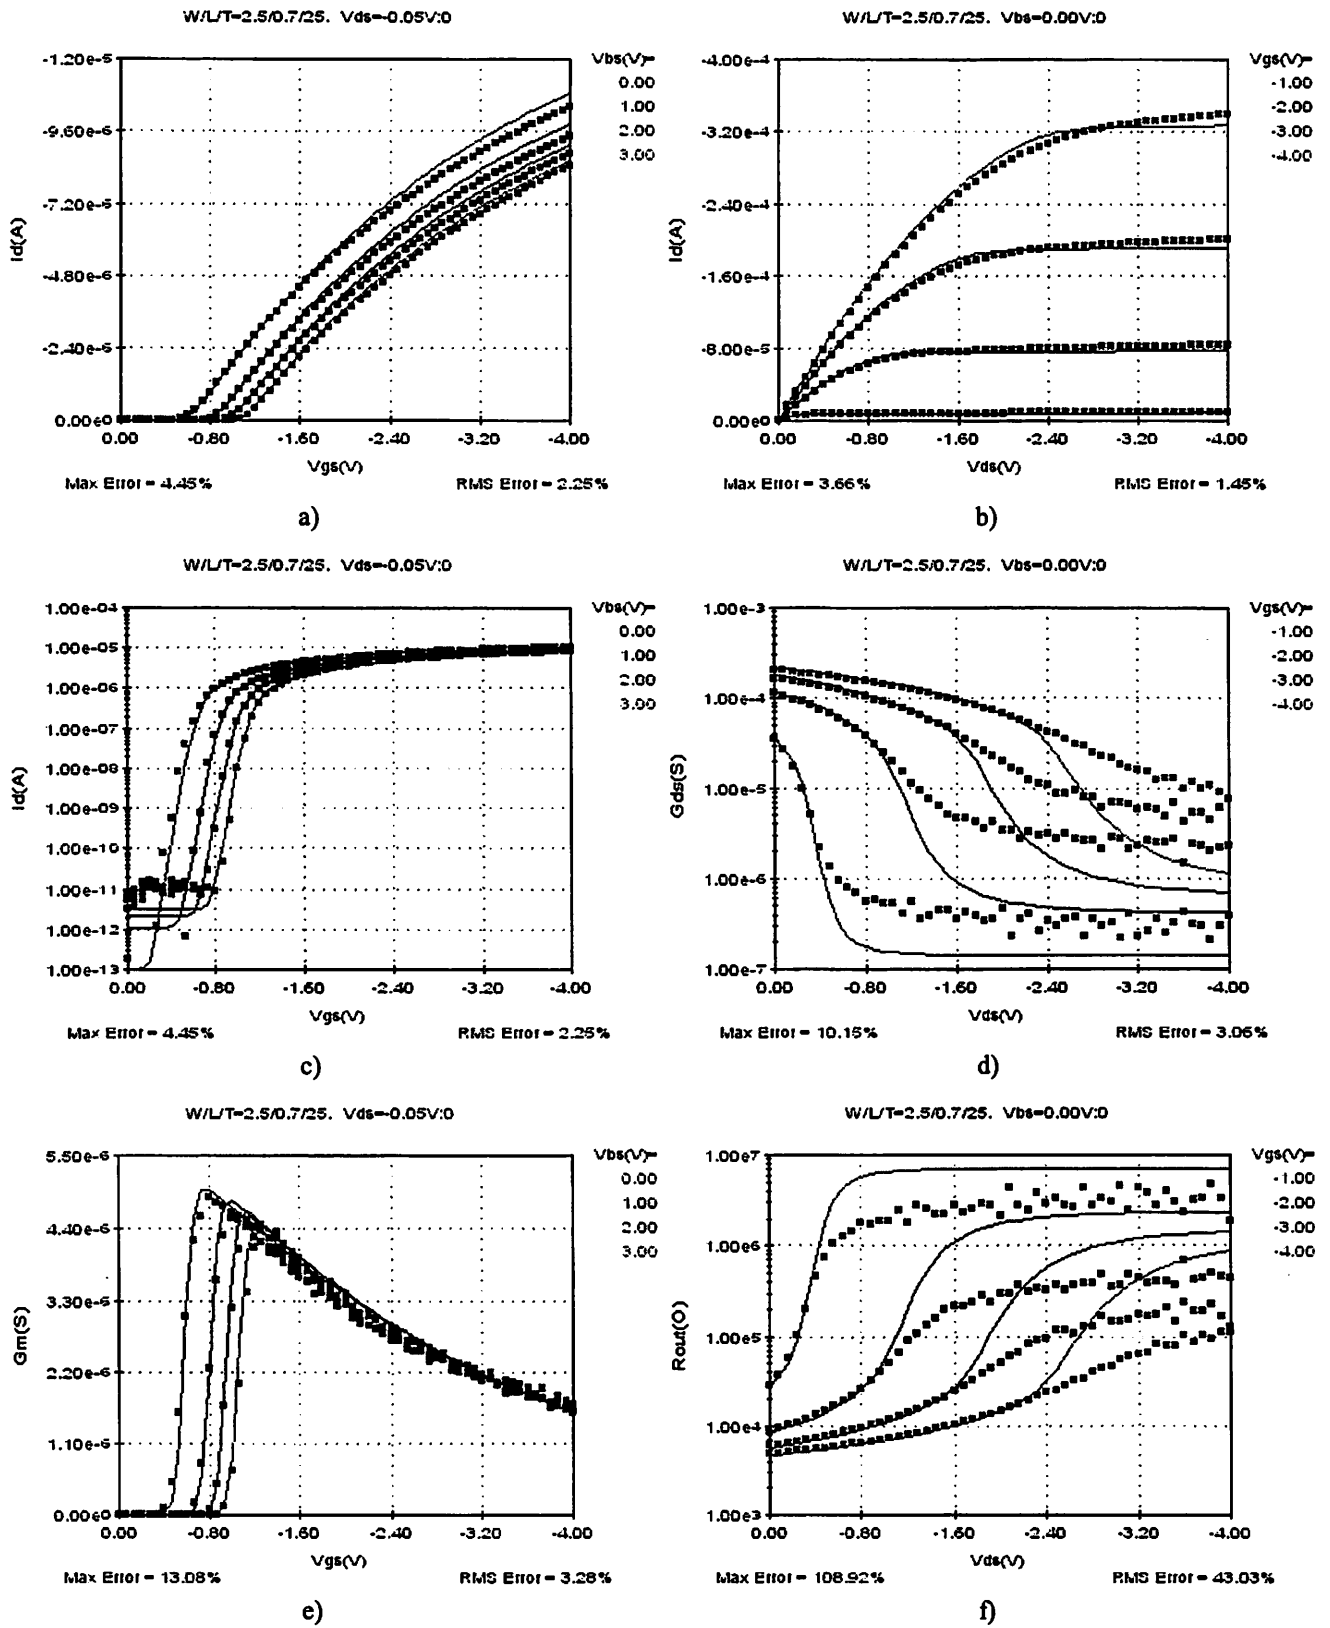 W/L/T=2.5/0.7/25. Vds=-0.05V:0
W/L/T=2.5/0.7/25. Vbs=0.00V:0
-1.20e-5
-9.60e-6
-7.20e-6
-4.80e-6
-2.40e-6
0.00e0
Id(A)
0.00 -0.80 -1.60 -2.40 -3.20 -4.00
Vgs(V)
Vbs(V)=
0.00
1.00
2.00
3.00
Max Error = 4.45% RMS Error = 2.25%
a)
-4.00e-4
-3.20e-4
-2.40e-4
-1.60e-4
-8.00e-5
0.00e0
Id(A)
0.00 -0.80 -1.60 -2.40 -3.20 -4.00
Vds(V)
Vgs(V)=
-1.00
-2.00
-3.00
-4.00
Max Error = 3.66% RMS Error = 1.45%
b)
W/L/T=2.5/0.7/25. Vds=-0.05V:0
W/L/T=2.5/0.7/25. Vbs=0.00V:0
1.00e-04
1.00e-05
1.00e-06
1.00e-07
1.00e-08
1.00e-09
1.00e-10
1.00e-11
1.00e-12
1.00e-13
Id(A)
0.00 -0.80 -1.60 -2.40 -3.20 -4.00
Vgs(V)
Vbs(V)=
0.00
1.00
2.00
3.00
Max Error = 4.45% RMS Error = 2.25%
c)
1.00e-3
1.00e-4
1.00e-5
1.00e-6
1.00e-7
Gds(S)
0.00 -0.80 -1.60 -2.40 -3.20 -4.00
Vds(V)
Vgs(V)=
-1.00
-2.00
-3.00
-4.00
Max Error = 10.15% RMS Error = 3.06%
d)
W/L/T=2.5/0.7/25. Vds=-0.05V:0
W/L/T=2.5/0.7/25. Vbs=0.00V:0
5.50e-6
4.40e-6
3.30e-6
2.20e-6
1.10e-6
0.00e0
Gm(S)
0.00 -0.80 -1.60 -2.40 -3.20 -4.00
Vgs(V)
Vbs(V)=
0.00
1.00
2.00
3.00
Max Error = 13.08% RMS Error = 3.28%
e)
1.00e7
1.00e6
1.00e5
1.00e4
1.00e3
Rout(O)
0.00 -0.80 -1.60 -2.40 -3.20 -4.00
Vds(V)
Vgs(V)=
-1.00
-2.00
-3.00
-4.00
Max Error = 108.92% RMS Error = 43.03%
f)